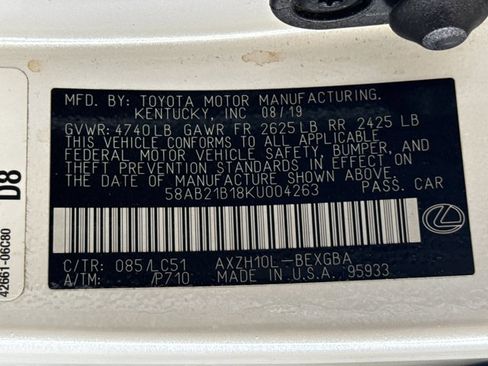 MFD. BY: TOYOTA MOTOR MANUFACTURING.
KENTUCKY, INC 08/19
GVWR: 4740LB GAWR FR 2625LB RR 2425 LB
THIS VEHICLE CONFORMS TO ALL APPLICABLE
FEDERAL MOTOR VEHICLE SAFETY, BUMPER, AND
THEFT PREVENTION STANDARDS IN EFFECT ON
THE DATE OF MANUFACTURE SHOWN ABOVE.
58AB21B18KU004263 PASS. CAR
C/TR: 085/LC51 AXZH10L-BEXGBA
A/TM: /P710 MADE IN U.S.A. 95933
D8
42661-06C80